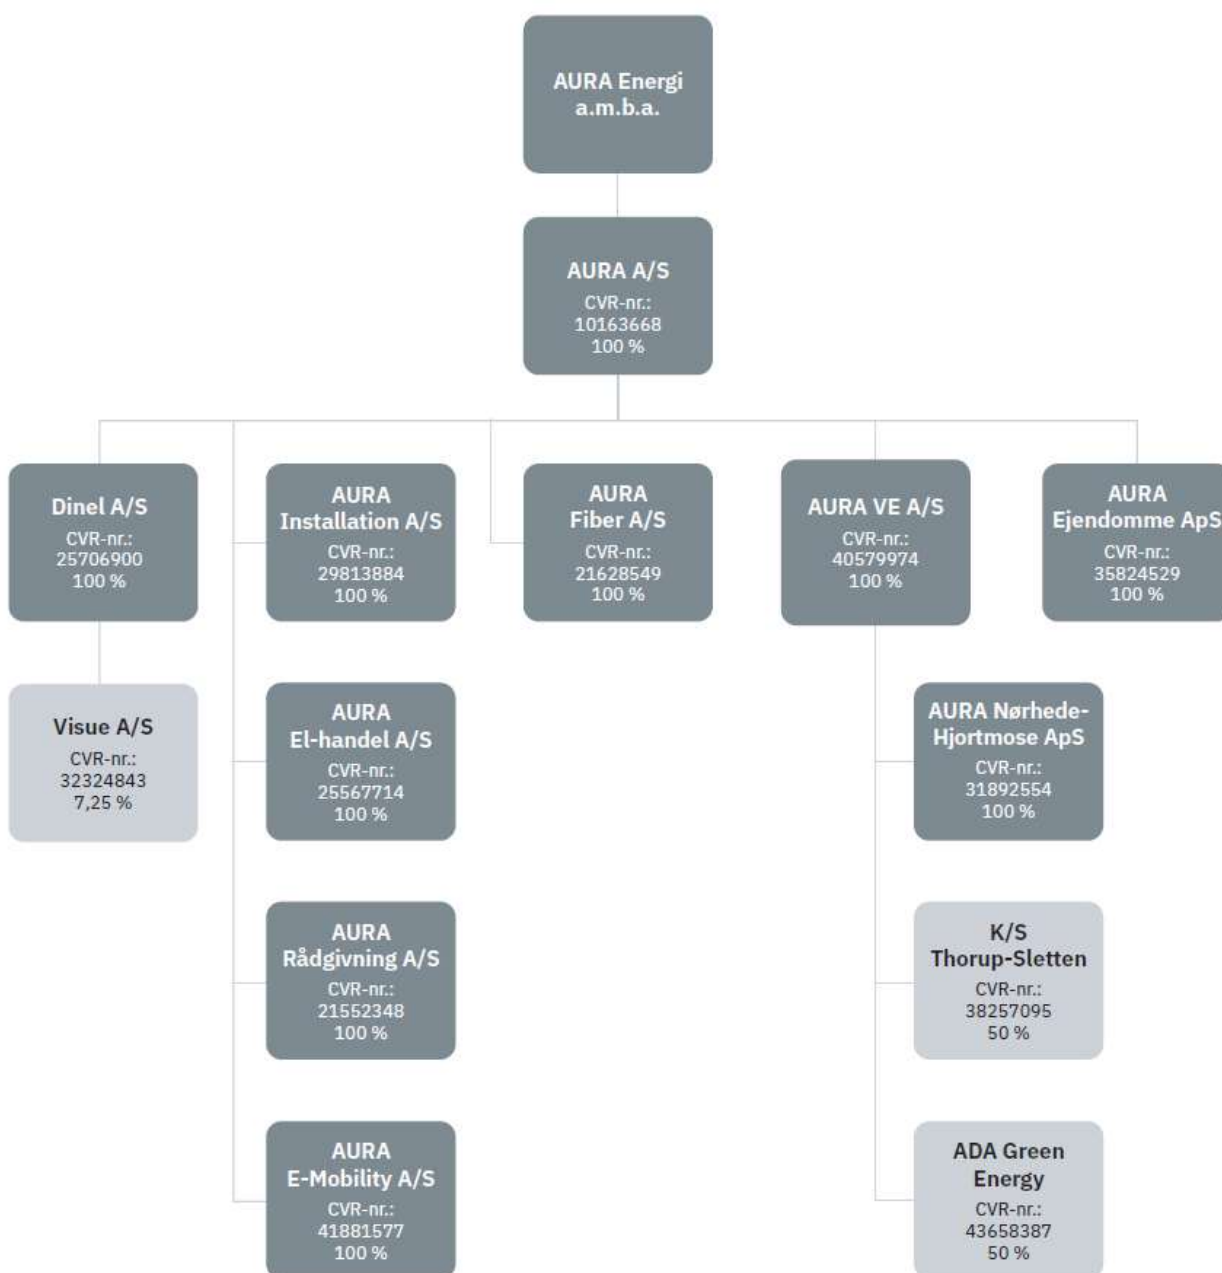 AURA Energi
a.m.b.a.
AURA A/S
CVR-nr.:
10163668
100 %
Dinel A/S
CVR-nr.:
25706900
100 %
AURA
Installation A/S
CVR-nr.:
29813884
100 %
AURA
Fiber A/S
CVR-nr.:
21628549
100 %
AURA VE A/S
CVR-nr.:
40579974
100 %
AURA
Ejendomme ApS
CVR-nr.:
35824529
100 %
Visue A/S
CVR-nr.:
32324843
7,25 %
AURA
El-handel A/S
CVR-nr.:
25567714
100 %
AURA Nørhede-
Hjortmose ApS
CVR-nr.:
31892554
100 %
AURA
Rådgivning A/S
CVR-nr.:
21552348
100 %
K/S
Thorup-Sletten
CVR-nr.:
38257095
50 %
AURA
E-Mobility A/S
CVR-nr.:
41881577
100 %
ADA Green
Energy
CVR-nr.:
43658387
50 %